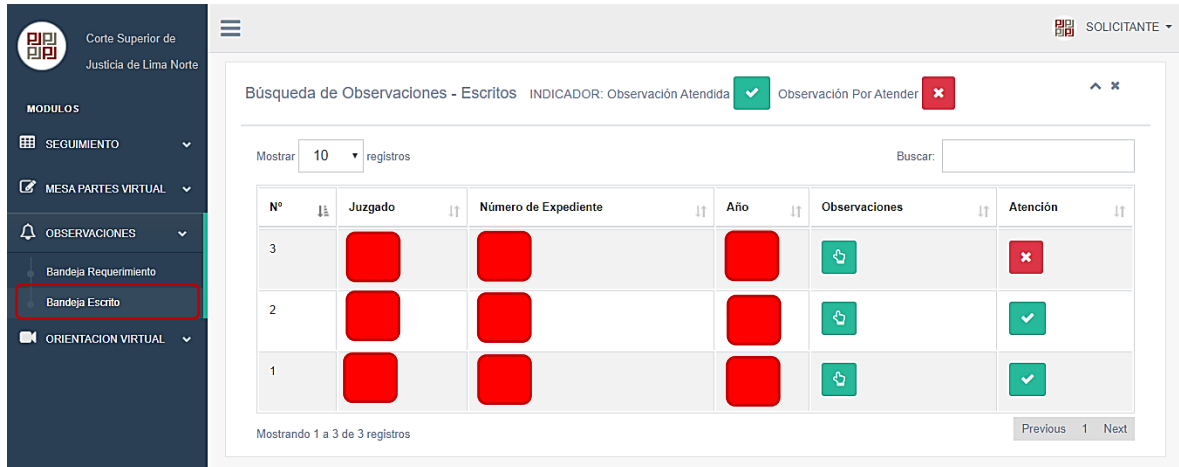 Corte Superior de
Justicia de Lima Norte
SOLICITANTE
MODULOS
SEGUIMIENTO
MESA PARTES VIRTUAL
OBSERVACIONES
Bandeja Requerimiento
Bandeja Escrito
ORIENTACION VIRTUAL
Búsqueda de Observaciones - Escritos INDICADOR: Observación Atendida Observación Por Atender
Mostrar 10 registros Buscar:
Nº Juzgado Número de Expediente Año Observaciones Atención
3
2
1
Mostrando 1 a 3 de 3 registros Previous 1 Next